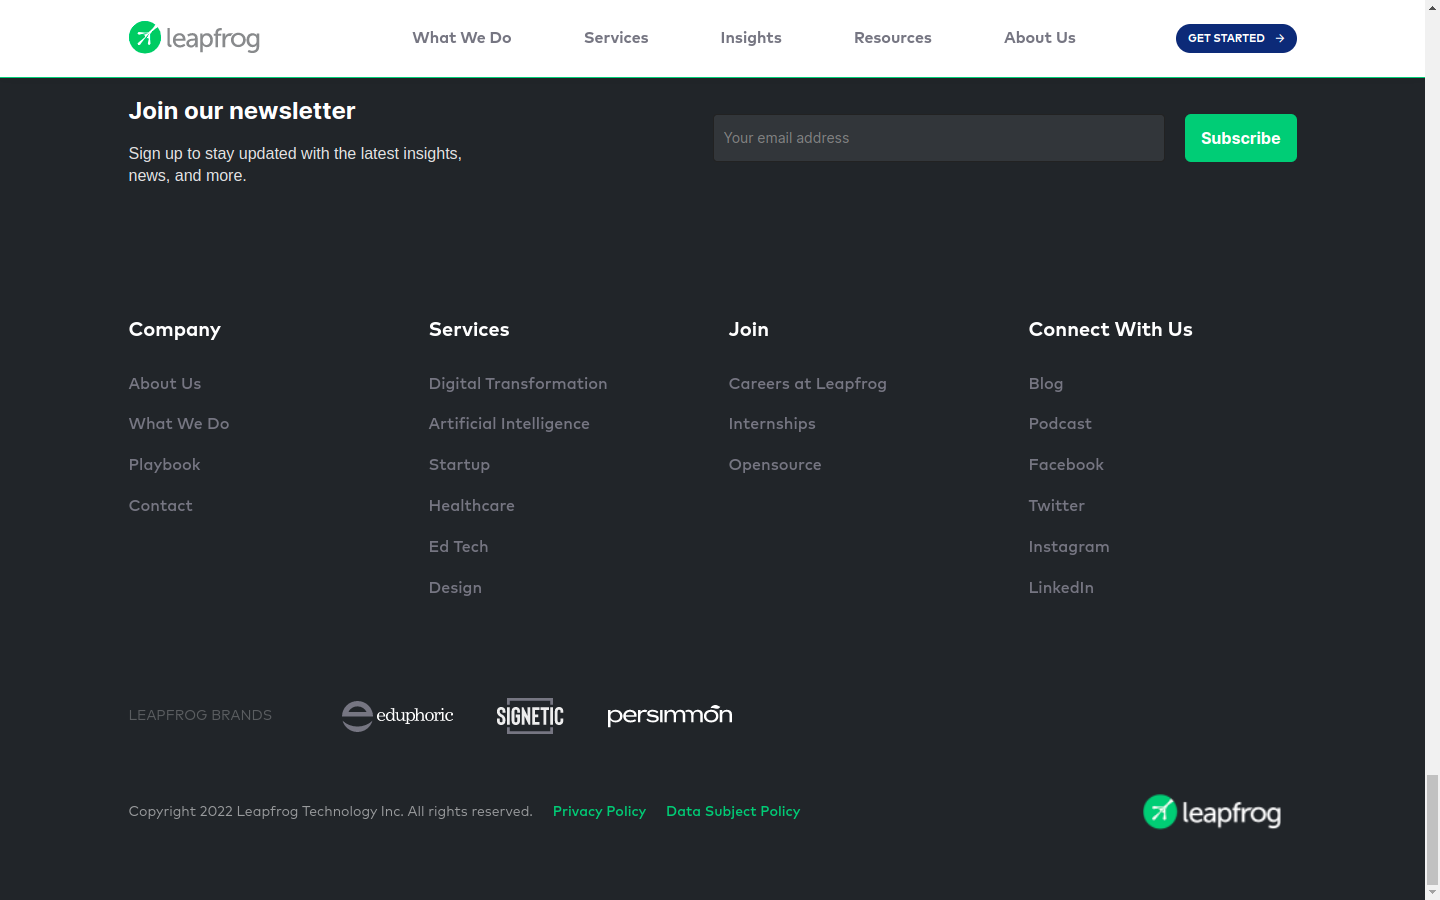 leapfrog
What We Do
Services
Insights
Resources
About Us
GET STARTED
Join our newsletter
Sign up to stay updated with the latest insights,
news, and more.
Your email address
Subscribe
Company
About Us
What We Do
Playbook
Contact
Services
Digital Transformation
Artificial Intelligence
Startup
Healthcare
Ed Tech
Design
Join
Careers at Leapfrog
Internships
Opensource
Connect With Us
Blog
Podcast
Facebook
Twitter
Instagram
LinkedIn
LEAPFROG BRANDS
eduphoric
SIGNETIC
persimmon
Copyright 2022 Leapfrog Technology Inc. All rights reserved.
Privacy Policy
Data Subject Policy
leapfrog